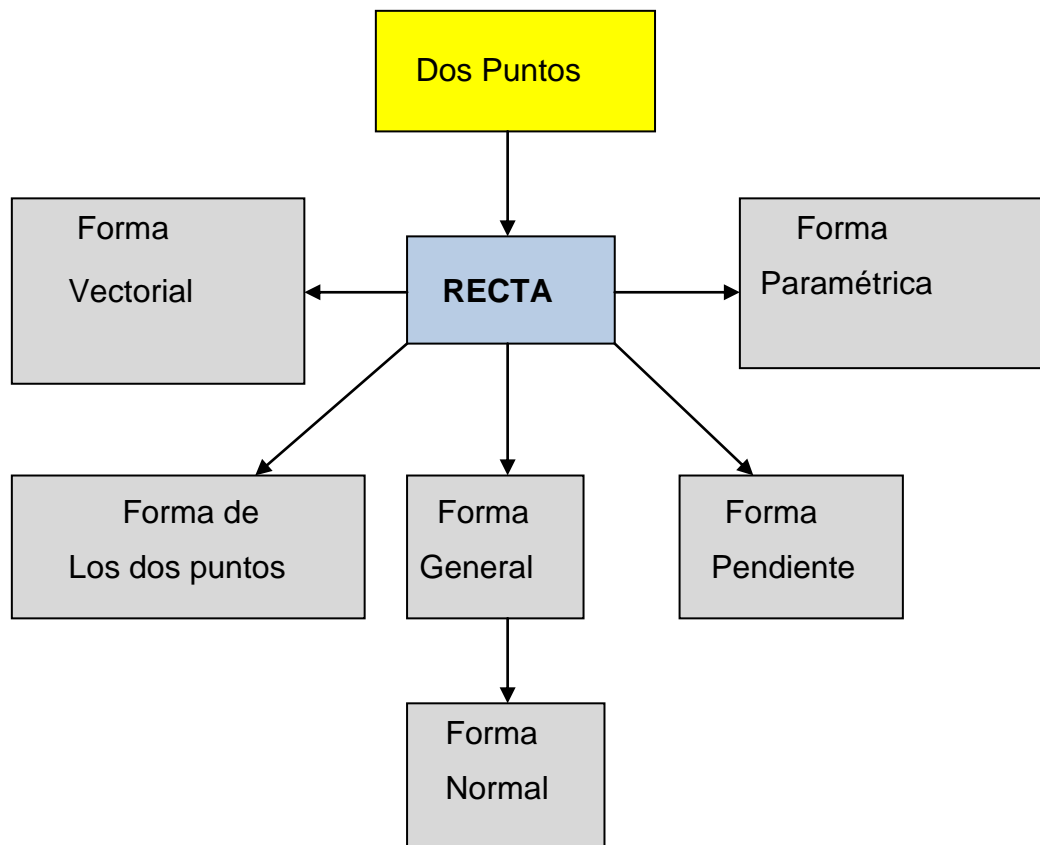 Dos Puntos
Forma
Vectorial
RECTA
Forma
Paramétrica
Forma de
Los dos puntos
Forma
General
Forma
Pendiente
Forma
Normal